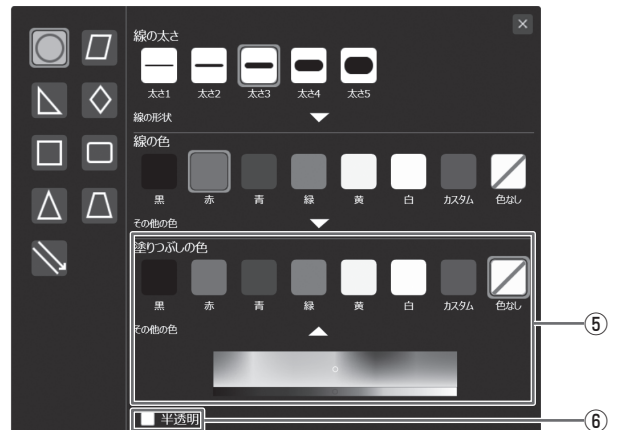 線の太さ
太さ1 太さ2 太さ3 太さ4 太さ5
線の形状
線の色
黒 赤 青 緑 黄 白 カスタム 色なし
その他の色
塗りつぶしの色
黒 赤 青 緑 黄 白 カスタム 色なし
その他の色
⑤
半透明
⑥